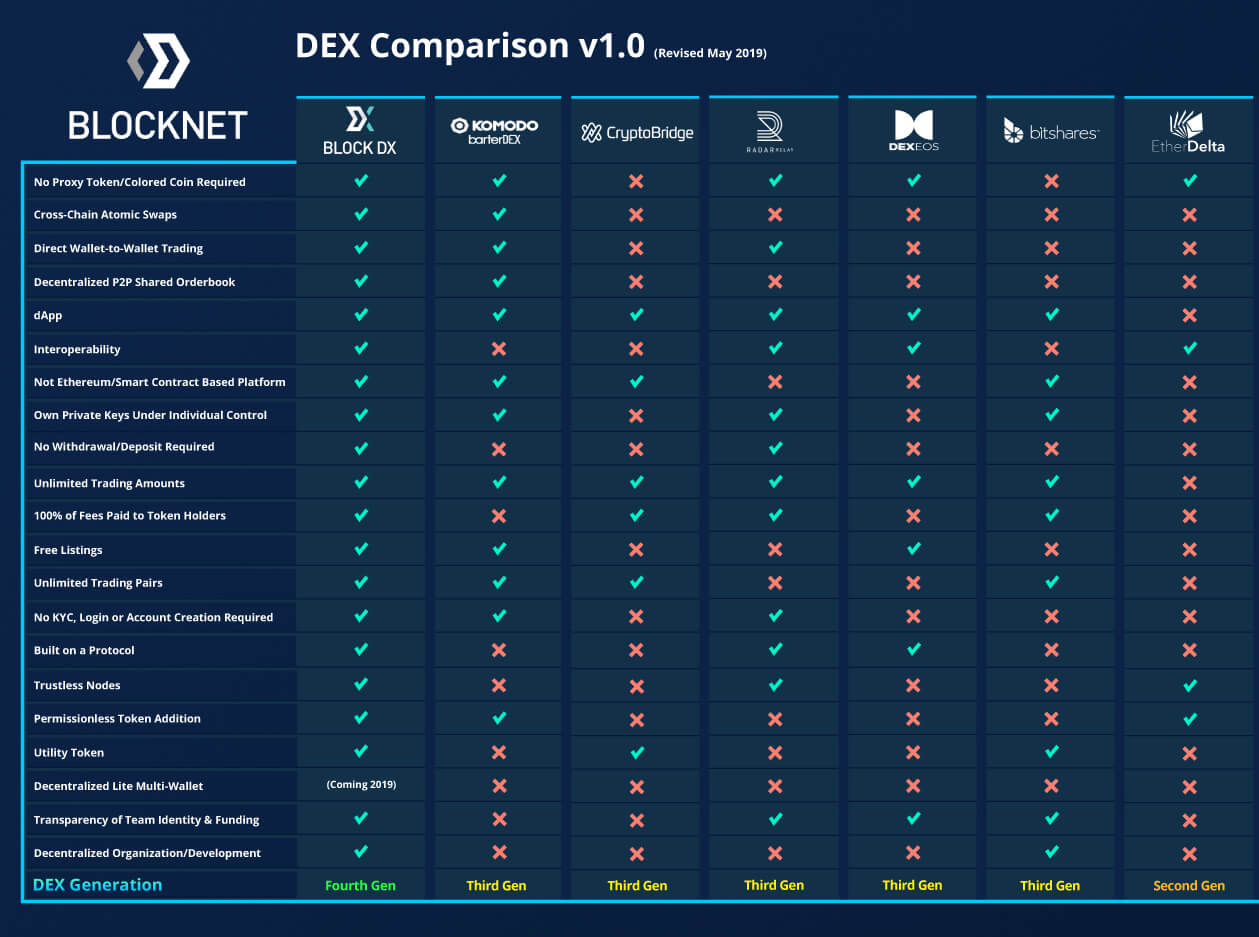 DEX Comparison v1.0 (Revised May 2019)
BLOCKNET
BLOCK DX
KOMODO
barterDEX
CryptoBridge
RADAR RELAY
DEXEOS
bitshares
EtherDelta
No Proxy Token/Colored Coin Required
Cross-Chain Atomic Swaps
Direct Wallet-to-Wallet Trading
Decentralized P2P Shared Orderbook
dApp
Interoperability
Not Ethereum/Smart Contract Based Platform
Own Private Keys Under Individual Control
No Withdrawal/Deposit Required
Unlimited Trading Amounts
100% of Fees Paid to Token Holders
Free Listings
Unlimited Trading Pairs
No KYC, Login or Account Creation Required
Built on a Protocol
Trustless Nodes
Permissionless Token Addition
Utility Token
Decentralized Lite Multi-Wallet (Coming 2019)
Transparency of Team Identity & Funding
Decentralized Organization/Development
DEX Generation Fourth Gen Third Gen Third Gen Third Gen Third Gen Third Gen Second Gen